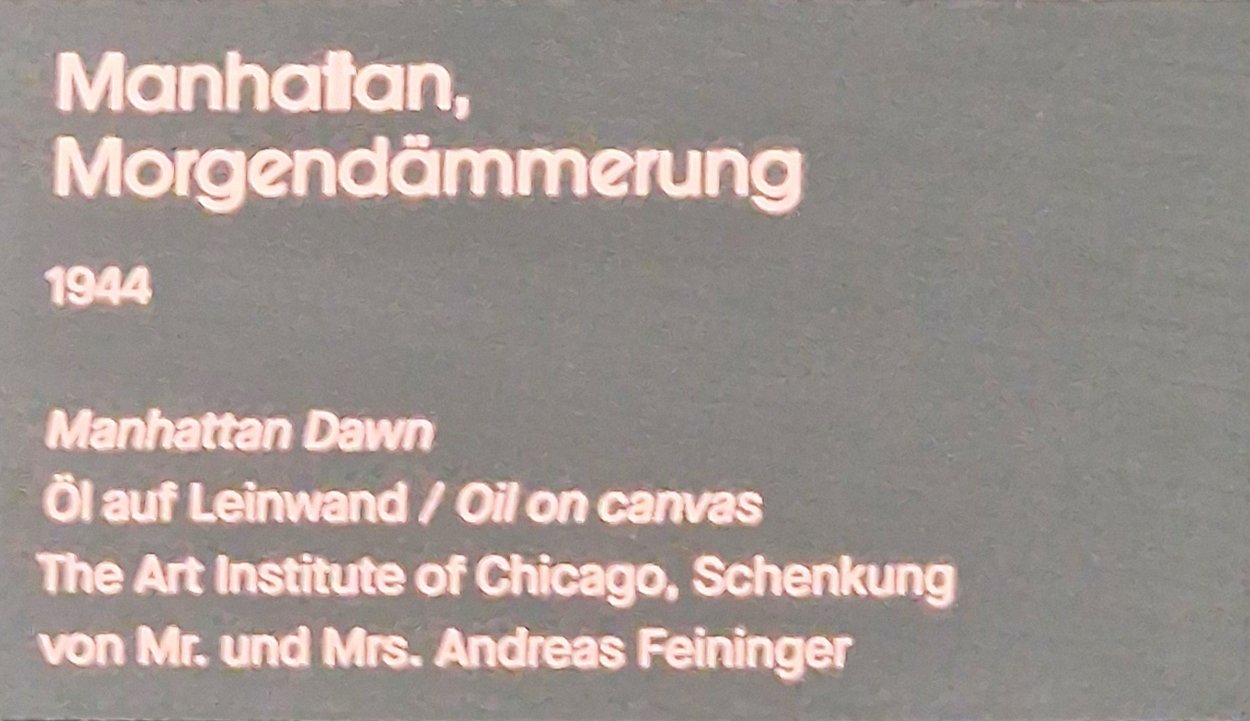 Manhattan,
Morgendämmerung
1944
Manhattan Dawn
Öl auf Leinwand / Oil on canvas
The Art Institute of Chicago, Schenkung
von Mr. und Mrs. Andreas Feininger